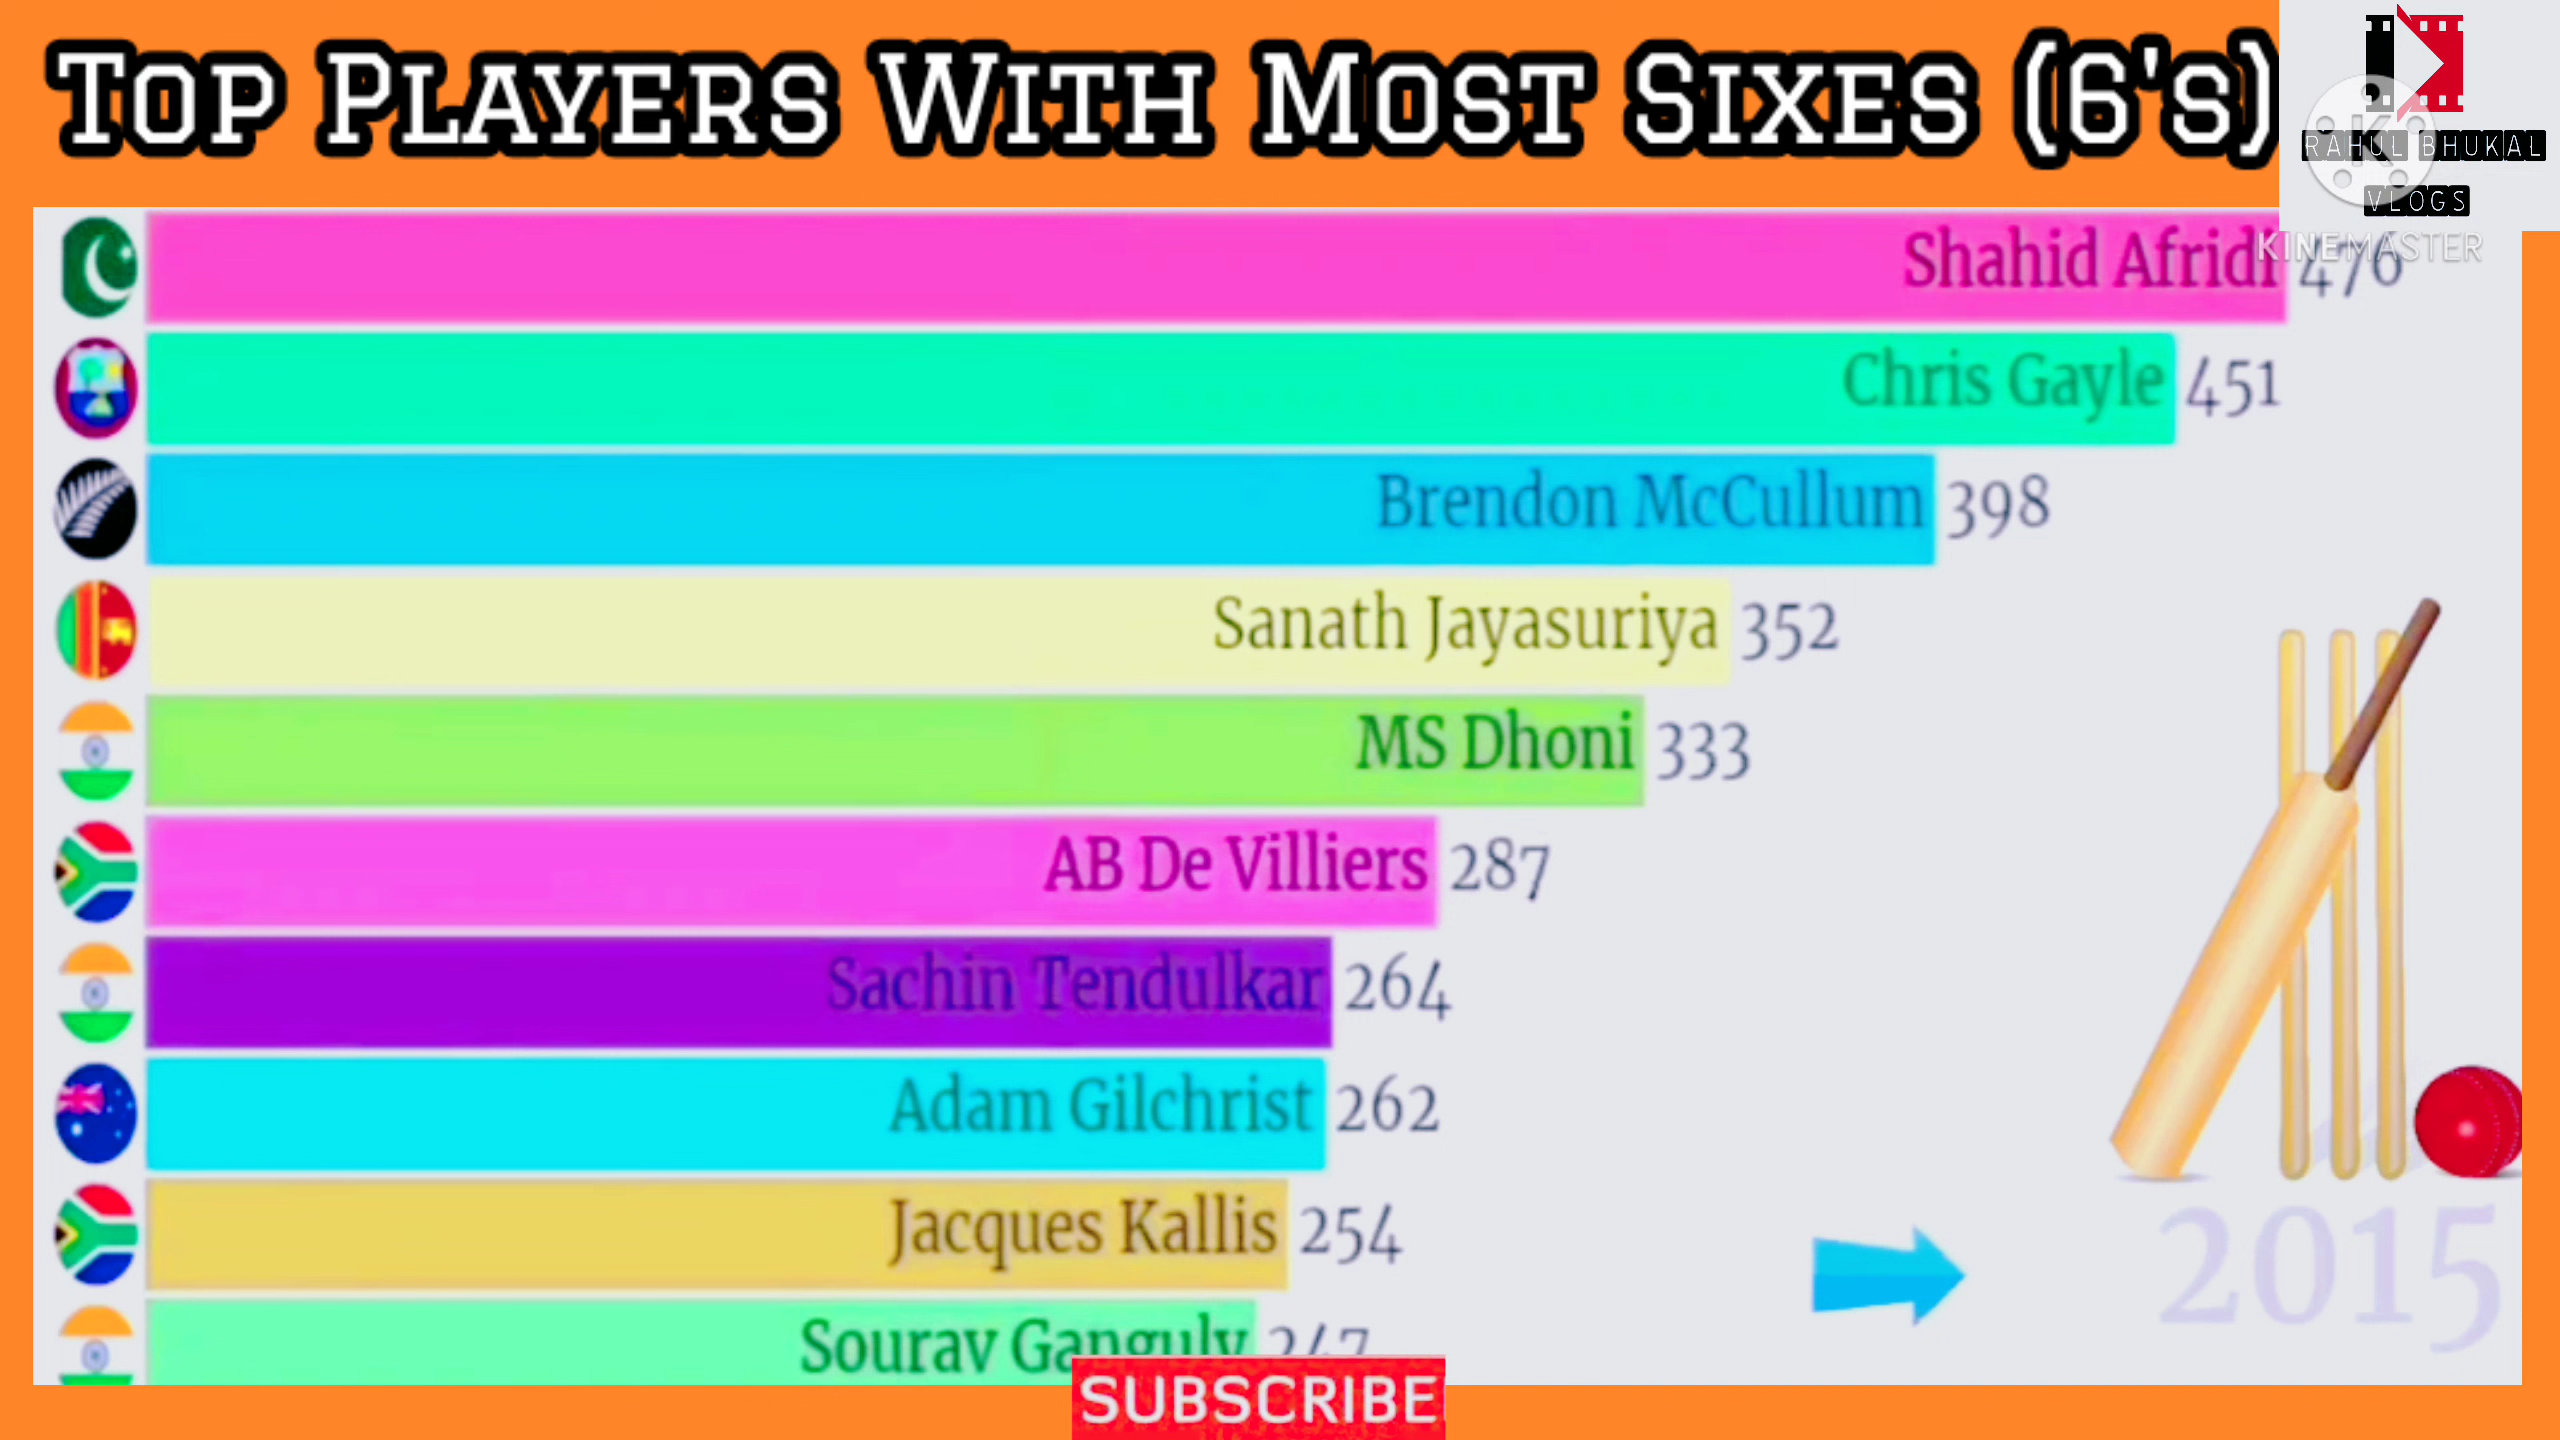 Top Players With Most Sixes (6's)
RAHUL BHUKAL
VLOGS
KINEMASTER
Shahid Afridi 476
Chris Gayle 451
Brendon McCullum 398
Sanath Jayasuriya 352
MS Dhoni 333
AB De Villiers 287
Sachin Tendulkar 264
Adam Gilchrist 262
Jacques Kallis 254
Sourav Ganguly 247
2015
SUBSCRIBE